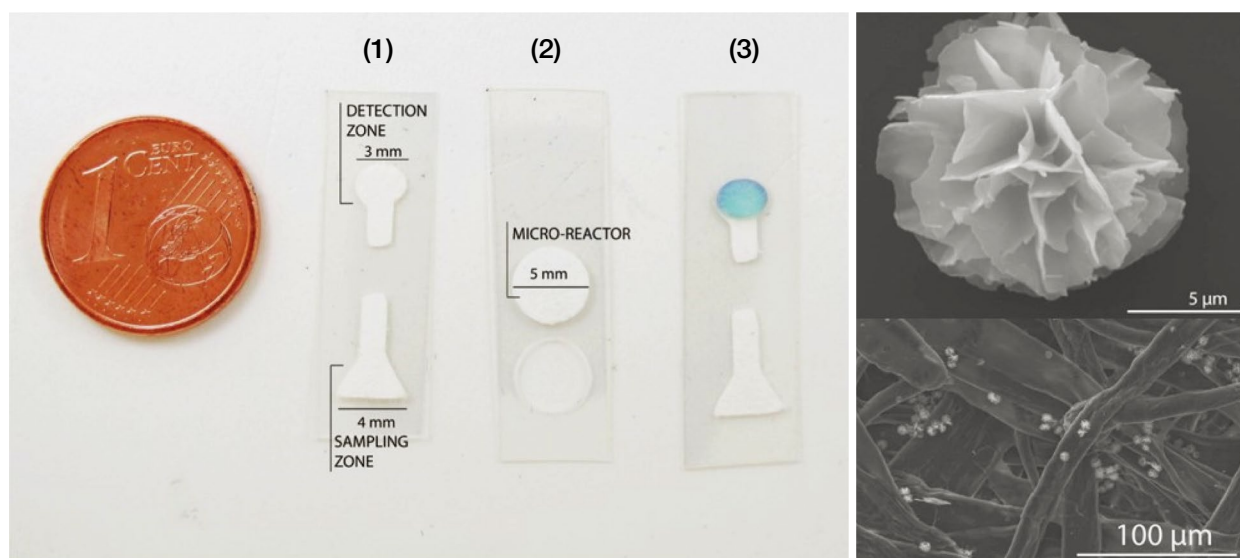 (1)
(2)
(3)
DETECTION
ZONE
3 mm
1
EURO
CENT
MICRO-REACTOR
5 mm
4 mm
SAMPLING
ZONE
5 µm
100 µm